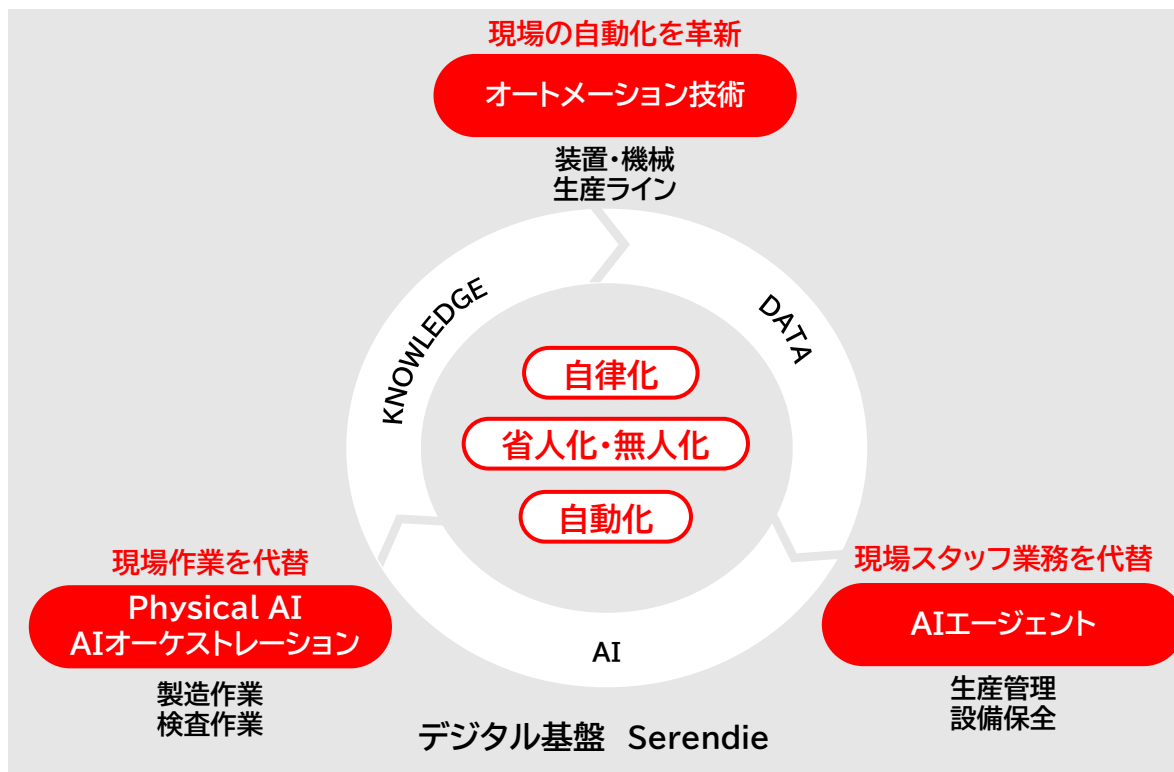 現場の自動化を革新
オートメーション技術
装置・機械
生産ライン
KNOWLEDGE
DATA
自律化
省人化・無人化
自動化
現場作業を代替
Physical AI
AIオーケストレーション
製造作業
検査作業
現場スタッフ業務を代替
AIエージェント
生産管理
設備保全
AI
デジタル基盤 Serendie